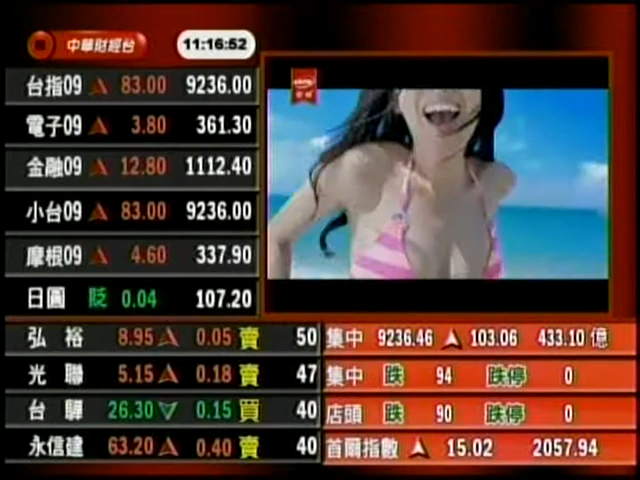 中華財經台 11:16:52
台指09 83.00 9236.00
電子09 3.80 361.30
金融09 12.80 1112.40
小台09 83.00 9236.00
摩根09 4.60 337.90
日圓 貶 0.04 107.20
弘裕 8.95 0.05 賣 50
光聯 5.15 0.18 賣 47
台驊 26.30 0.15 買 40
永信建 63.20 0.40 賣 40
集中 9236.46 103.06 433.10 億
集中 跌 94 跌停 0
店頭 跌 90 跌停 0
首爾指數 15.02 2057.94